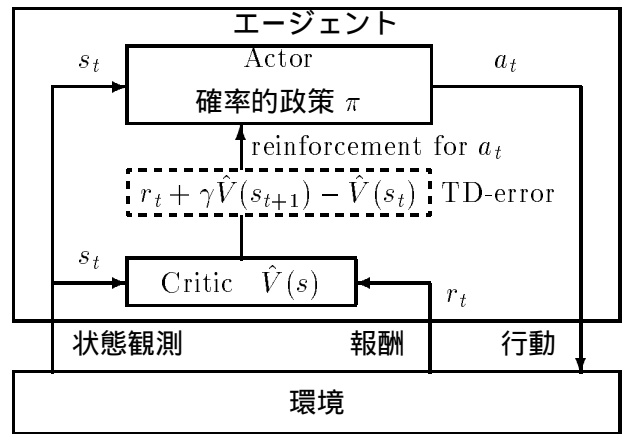 エージェント
s_t
Actor
a_t
確率的政策 π
reinforcement for a_t
r_t + γV̂(s_{t+1}) − V̂(s_t) TD-error
s_t
Critic V̂(s)
r_t
状態観測 報酬 行動
環境